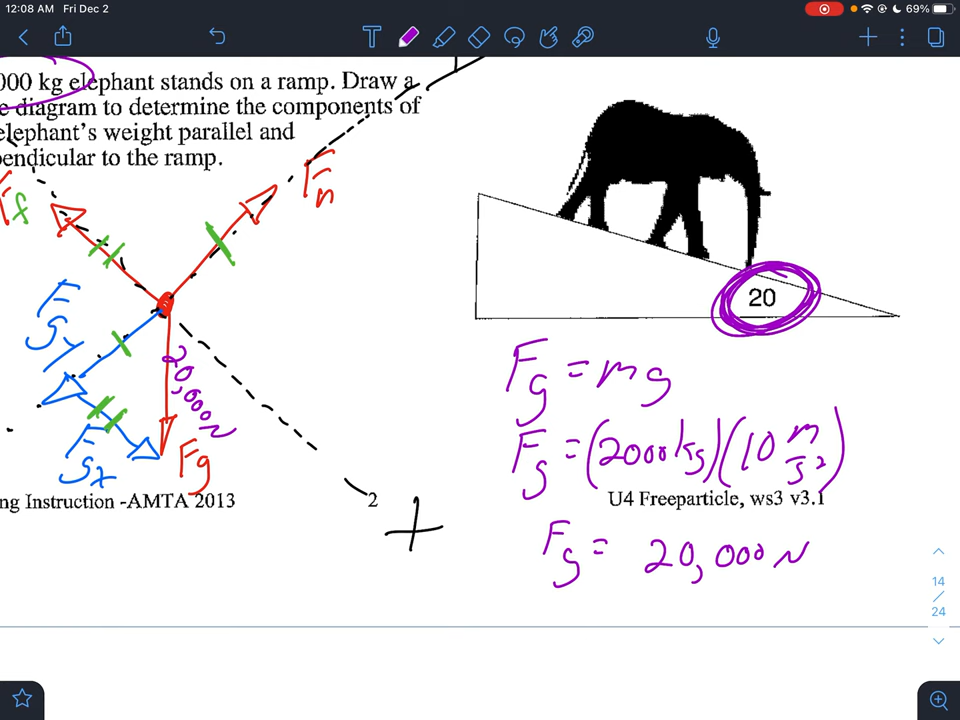 12:08 AM Fri Dec 2
69%
000 kg elephant stands on a ramp. Draw a
e diagram to determine the components of
elephant's weight parallel and
pendicular to the ramp.
Ff
Fn
Fgy
20,000N
Fgx
Fg
20
Fg = mg
Fg = (2000kg)(10 m/s²)
Fg = 20,000 N
ng Instruction -AMTA 2013
2
U4 Freeparticle, ws3 v3.1
+
14
/
24
T